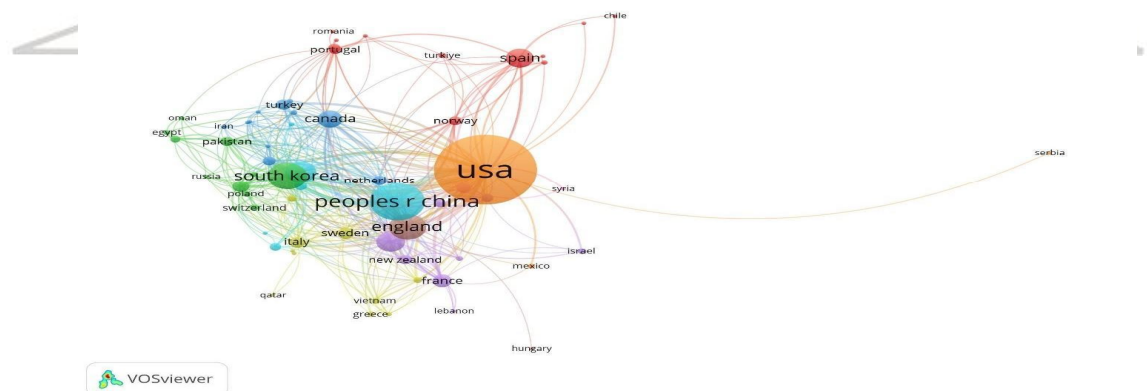 chile
romania
portugal
turkiye
spain
turkey
oman
canada
norway
iran
egypt
pakistan
serbia
usa
south korea
russia
netherlands
syria
poland
peoples r china
switzerland
england
sweden
italy
israel
new zealand
mexico
france
qatar
vietnam
lebanon
greece
hungary
VOSviewer